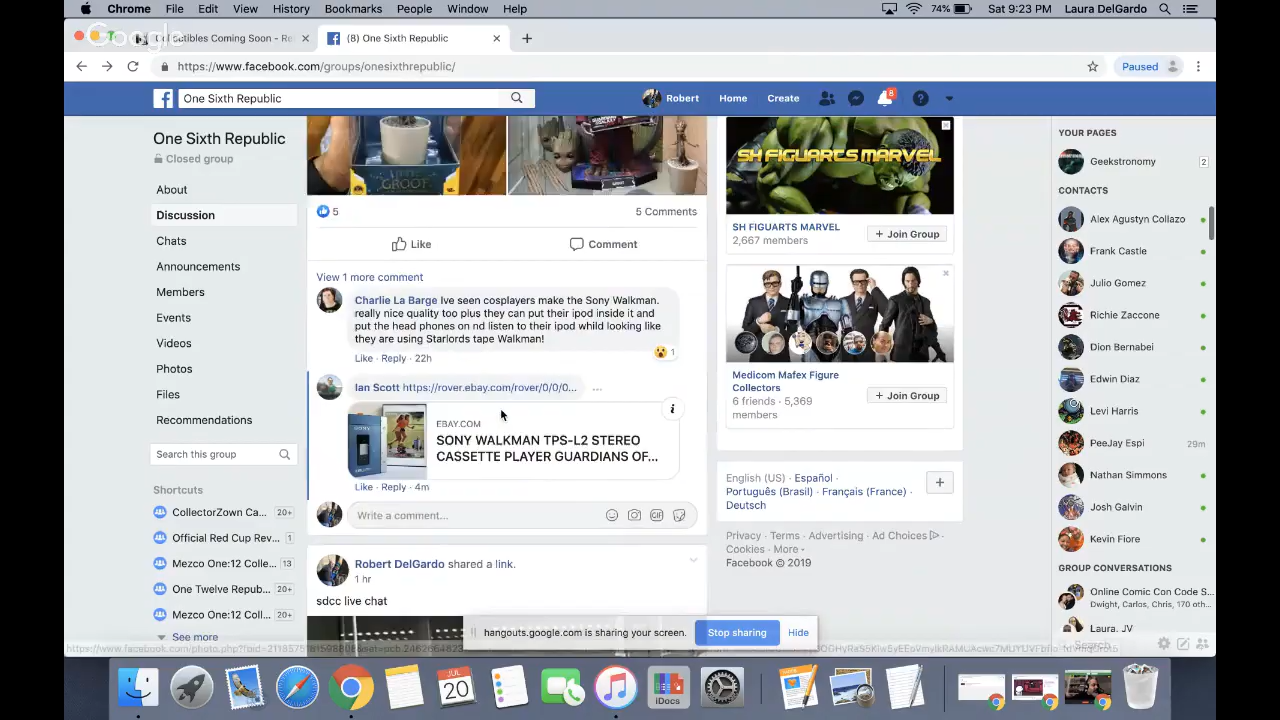 Chrome File Edit View History Bookmarks People Window Help 74% Sat 9:23 PM Laura DelGardo
Google
Collectibles Coming Soon - Re
(8) One Sixth Republic
https://www.facebook.com/groups/onesixthrepublic/
Paused
One Sixth Republic
Robert Home Create 8
One Sixth Republic
Closed group
About
Discussion
Chats
Announcements
Members
Events
Videos
Photos
Files
Recommendations
Search this group
Shortcuts
CollectorZown Ca... 20+
Official Red Cup Rev... 1
Mezco One:12 Colle... 13
One Twelve Repub... 20+
Mezco One:12 Coll... 20+
See more
GROOT
5
5 Comments
Like Comment
View 1 more comment
Charlie La Barge Ive seen cosplayers make the Sony Walkman.
really nice quality too plus they can put their ipod inside it and
put the head phones on nd listen to their ipod whild looking like
they are using Starlords tape Walkman!
1
Like · Reply · 22h
Ian Scott https://rover.ebay.com/rover/0/0/0...
EBAY.COM
SONY WALKMAN TPS-L2 STEREO
CASSETTE PLAYER GUARDIANS OF...
Like · Reply · 4m
Write a comment...
GIF
Robert DelGardo shared a link.
1 hr
sdcc live chat
hangouts.google.com is sharing your screen. Stop sharing Hide
SH FIGUARTS MARVEL
SH FIGUARTS MARVEL
2,667 members
+ Join Group
Medicom Mafex Figure
Collectors
6 friends · 5,369
members
+ Join Group
English (US) · Español ·
Português (Brasil) · Français (France) ·
Deutsch
Privacy · Terms · Advertising · Ad Choices ·
Cookies · More ·
Facebook © 2019
YOUR PAGES
Geekstronomy 2
CONTACTS
Alex Agustyn Collazo
Frank Castle
Julio Gomez
Richie Zaccone
Dion Bernabei
Edwin Diaz
Levi Harris
PeeJay Espi 29m
Nathan Simmons
Josh Galvin
Kevin Fiore
GROUP CONVERSATIONS
Online Comic Con Code S...
Dwight, Carlos, Chris, 170 oth...
Laura, JV
Search
JUL
20
iDocs